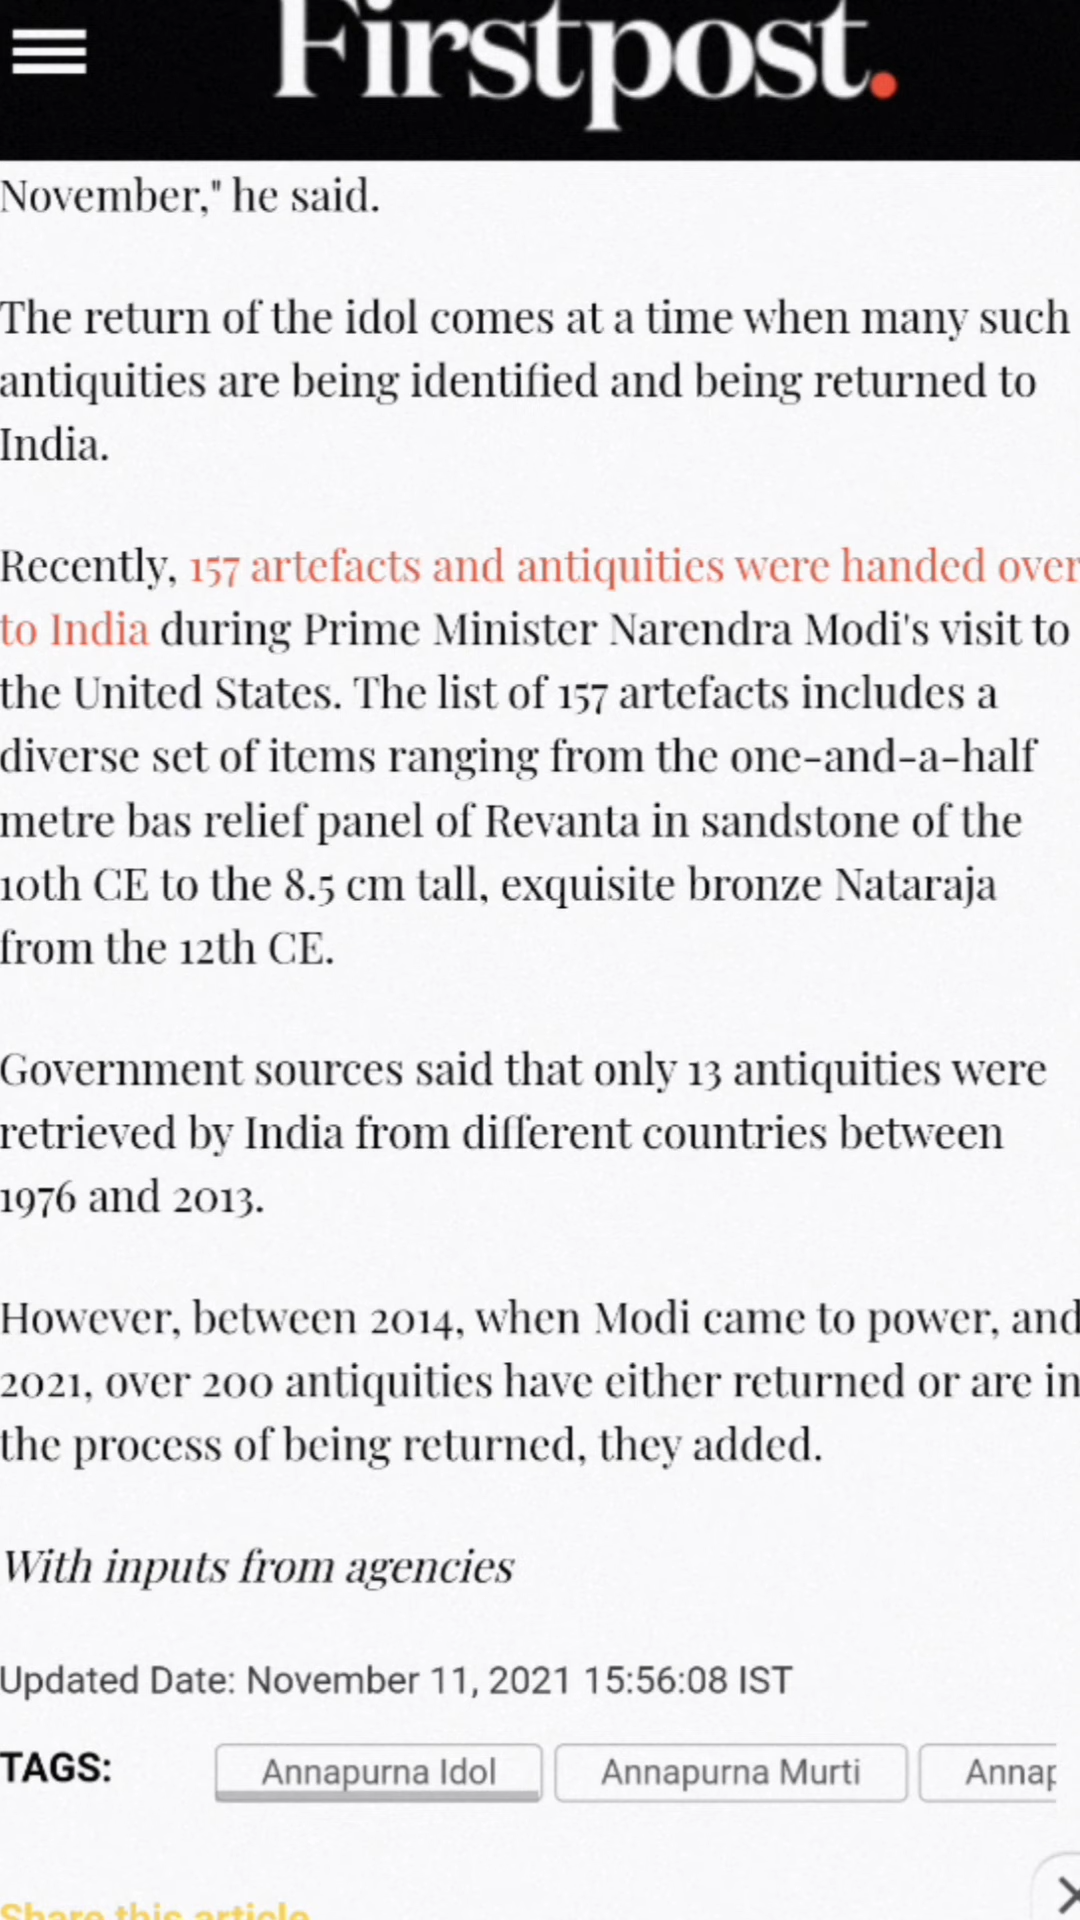 Firstpost.
November," he said.
The return of the idol comes at a time when many such
antiquities are being identified and being returned to
India.
Recently, 157 artefacts and antiquities were handed over
to India during Prime Minister Narendra Modi's visit to
the United States. The list of 157 artefacts includes a
diverse set of items ranging from the one-and-a-half
metre bas relief panel of Revanta in sandstone of the
10th CE to the 8.5 cm tall, exquisite bronze Nataraja
from the 12th CE.
Government sources said that only 13 antiquities were
retrieved by India from different countries between
1976 and 2013.
However, between 2014, when Modi came to power, and
2021, over 200 antiquities have either returned or are in
the process of being returned, they added.
With inputs from agencies
Updated Date: November 11, 2021 15:56:08 IST
TAGS: Annapurna Idol Annapurna Murti Annap
Share this article